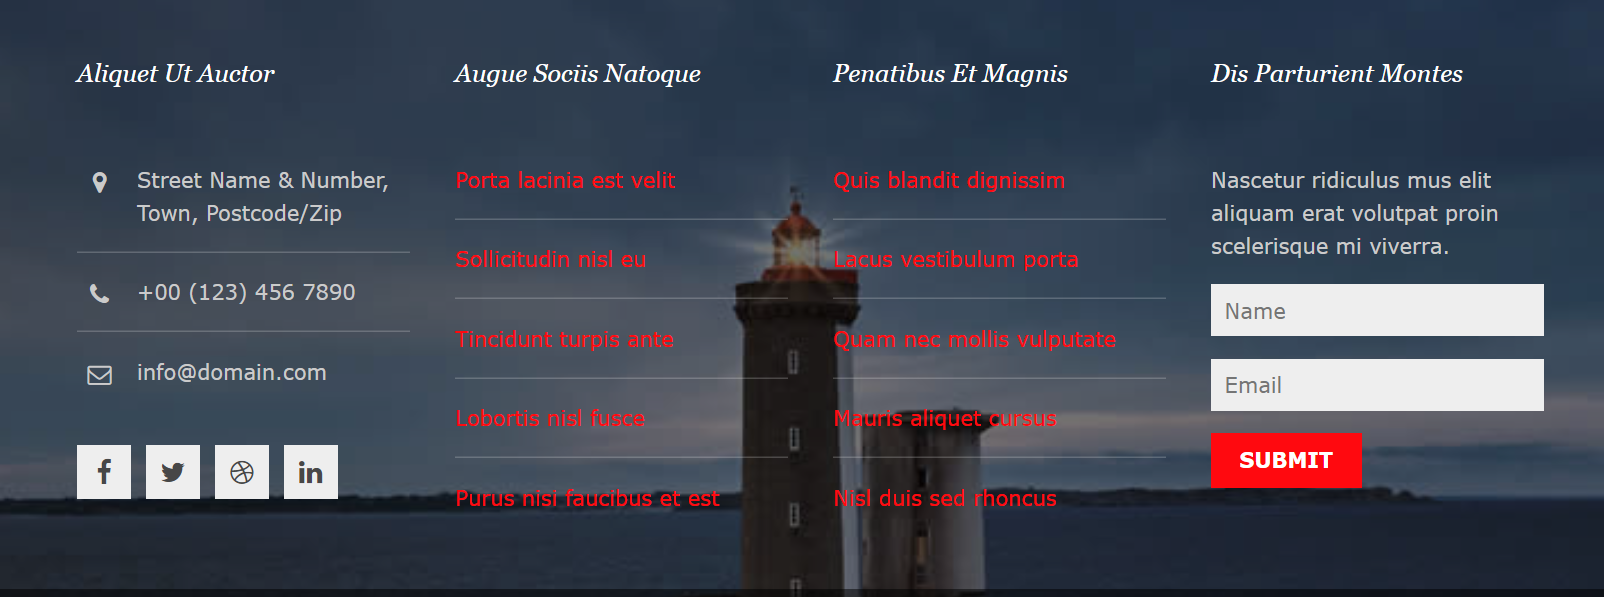 Aliquet Ut Auctor
Street Name & Number,
Town, Postcode/Zip
+00 (123) 456 7890
info@domain.com
Augue Sociis Natoque
Porta lacinia est velit
Sollicitudin nisl eu
Tincidunt turpis ante
Lobortis nisl fusce
Purus nisi faucibus et est
Penatibus Et Magnis
Quis blandit dignissim
Lacus vestibulum porta
Quam nec mollis vulputate
Mauris aliquet cursus
Nisl duis sed rhoncus
Dis Parturient Montes
Nascetur ridiculus mus elit
aliquam erat volutpat proin
scelerisque mi viverra.
Name
Email
SUBMIT